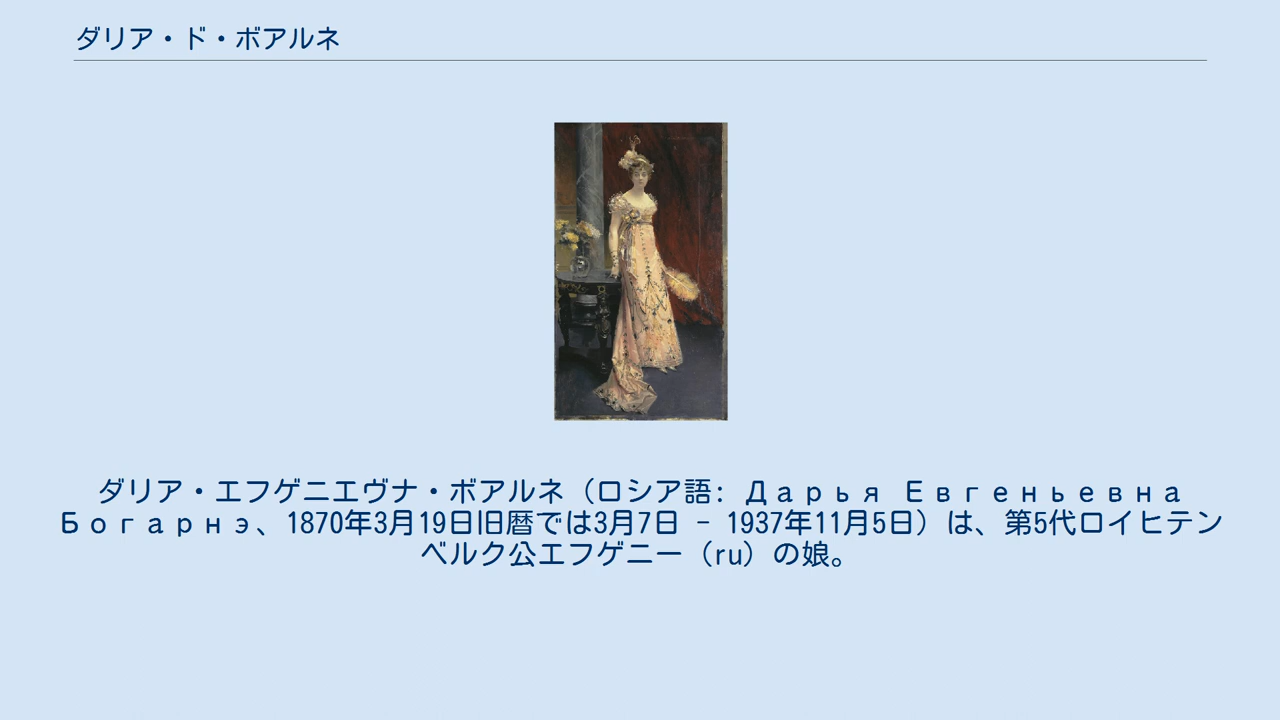 ダリア・ド・ボアルネ
ダリア・エフゲニエヴナ・ボアルネ（ロシア語: Дарья Евгеньевна
Богарнэ、1870年3月19日旧暦では3月7日 - 1937年11月5日）は、第5代ロイヒテン
ベルク公エフゲニー（ru）の娘。